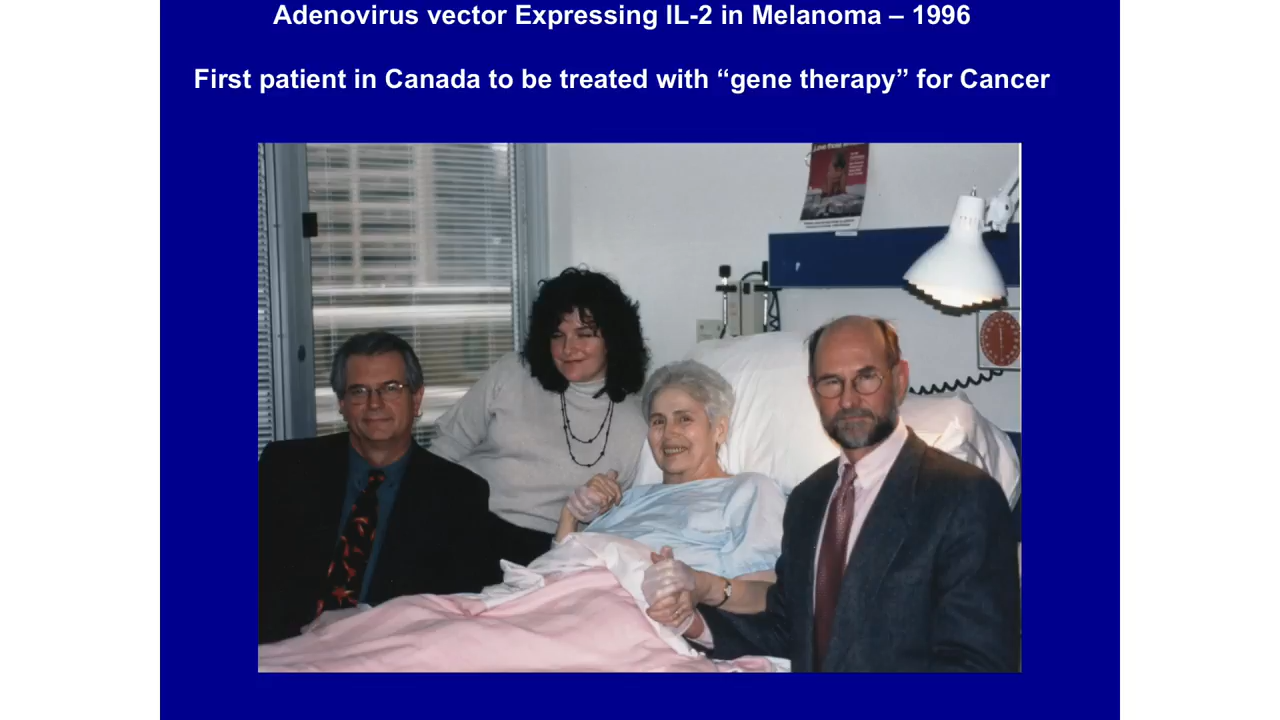 Adenovirus vector Expressing IL-2 in Melanoma – 1996
First patient in Canada to be treated with “gene therapy” for Cancer